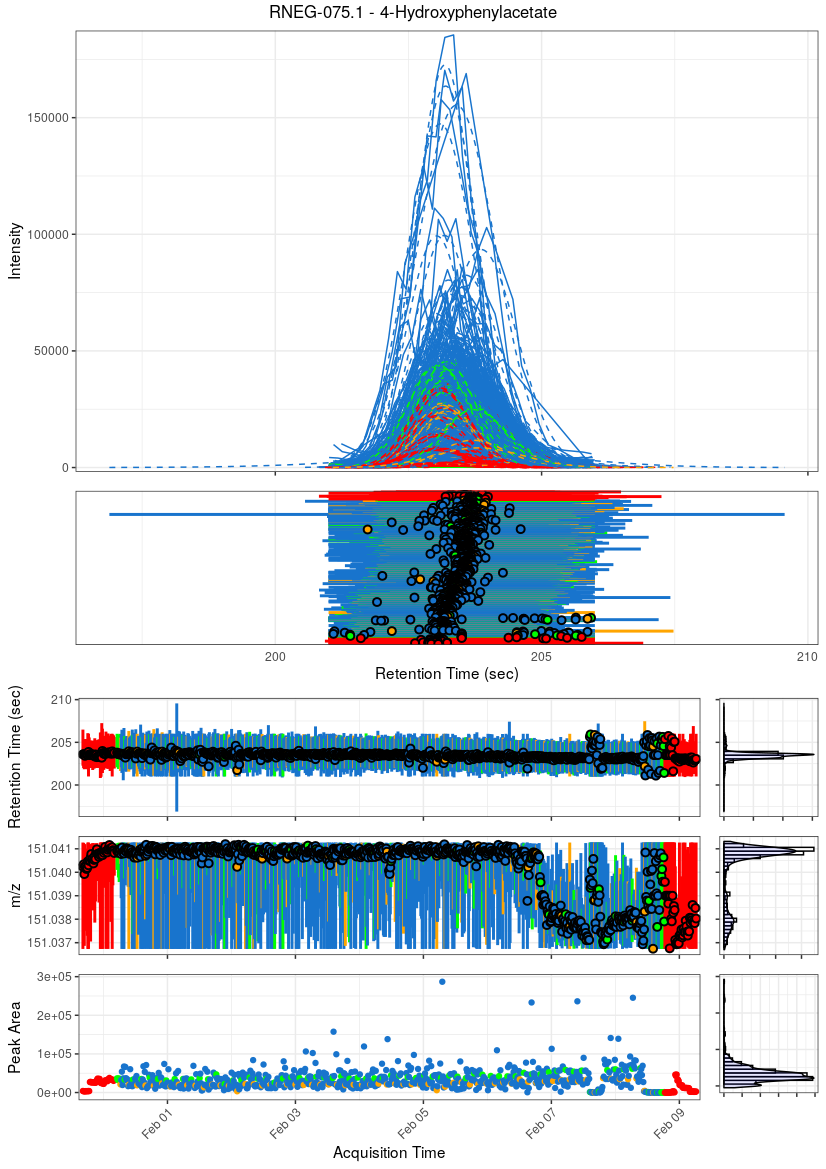 RNEG-075.1 - 4-Hydroxyphenylacetate
Intensity
150000
100000
50000
0
200
205
210
Retention Time (sec)
Retention Time (sec)
210
205
200
m/z
151.041
151.040
151.039
151.038
151.037
Peak Area
3e+05
2e+05
1e+05
0e+00
Feb 01
Feb 03
Feb 05
Feb 07
Feb 09
Acquisition Time